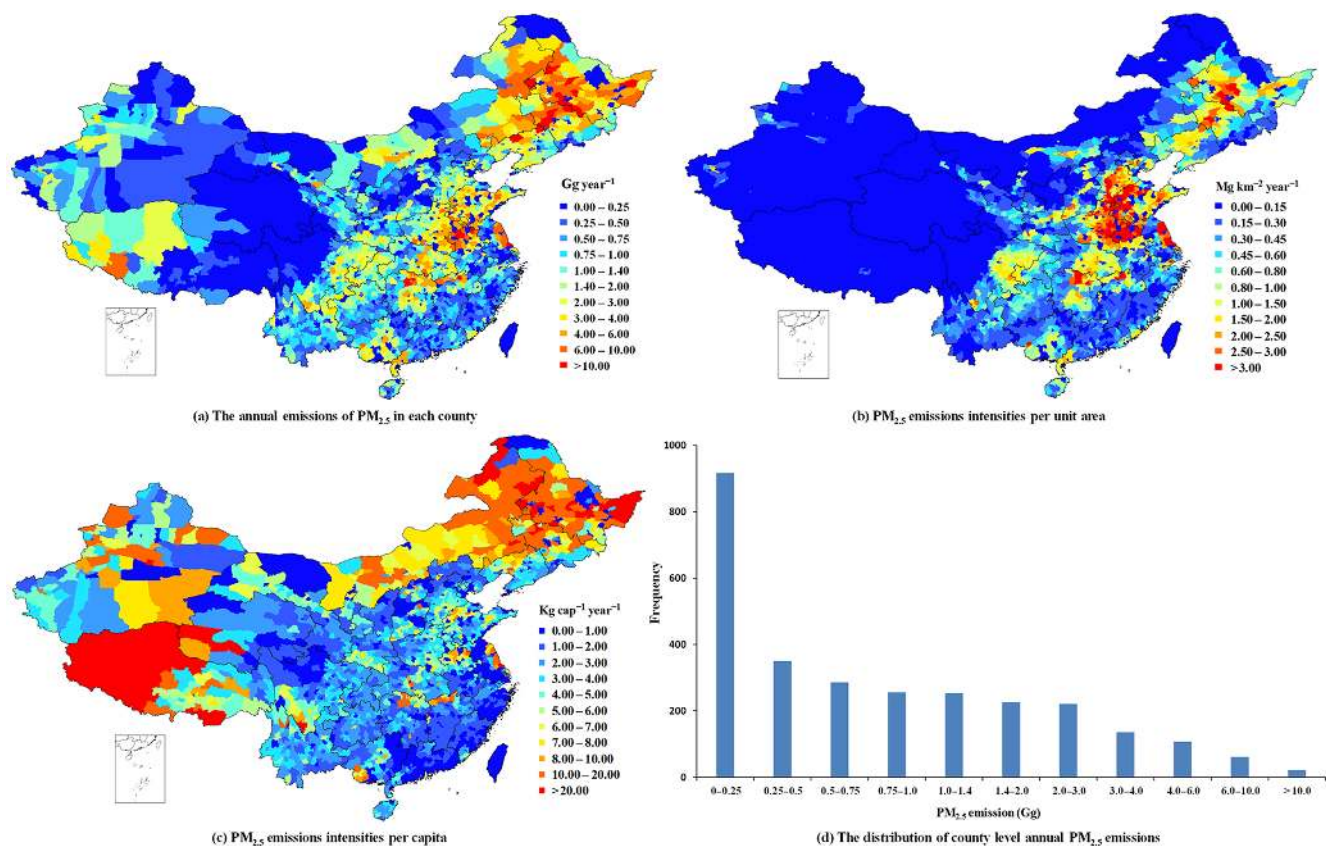 Gg year⁻¹
0.00 – 0.25
0.25 – 0.50
0.50 – 0.75
0.75 – 1.00
1.00 – 1.40
1.40 – 2.00
2.00 – 3.00
3.00 – 4.00
4.00 – 6.00
6.00 – 10.00
>10.00
(a) The annual emissions of PM₂.₅ in each county
Mg km⁻² year⁻¹
0.00 – 0.15
0.15 – 0.30
0.30 – 0.45
0.45 – 0.60
0.60 – 0.80
0.80 – 1.00
1.00 – 1.50
1.50 – 2.00
2.00 – 2.50
2.50 – 3.00
>3.00
(b) PM₂.₅ emissions intensities per unit area
Kg cap⁻¹ year⁻¹
0.00 – 1.00
1.00 – 2.00
2.00 – 3.00
3.00 – 4.00
4.00 – 5.00
5.00 – 6.00
6.00 – 7.00
7.00 – 8.00
8.00 – 10.00
10.00 – 20.00
>20.00
(c) PM₂.₅ emissions intensities per capita
1000
800
600
400
200
0
Frequency
0–0.25 0.25–0.5 0.5–0.75 0.75–1.0 1.0–1.4 1.4–2.0 2.0–3.0 3.0–4.0 4.0–6.0 6.0–10.0 >10.0
PM₂.₅ emission (Gg)
(d) The distribution of county level annual PM₂.₅ emissions